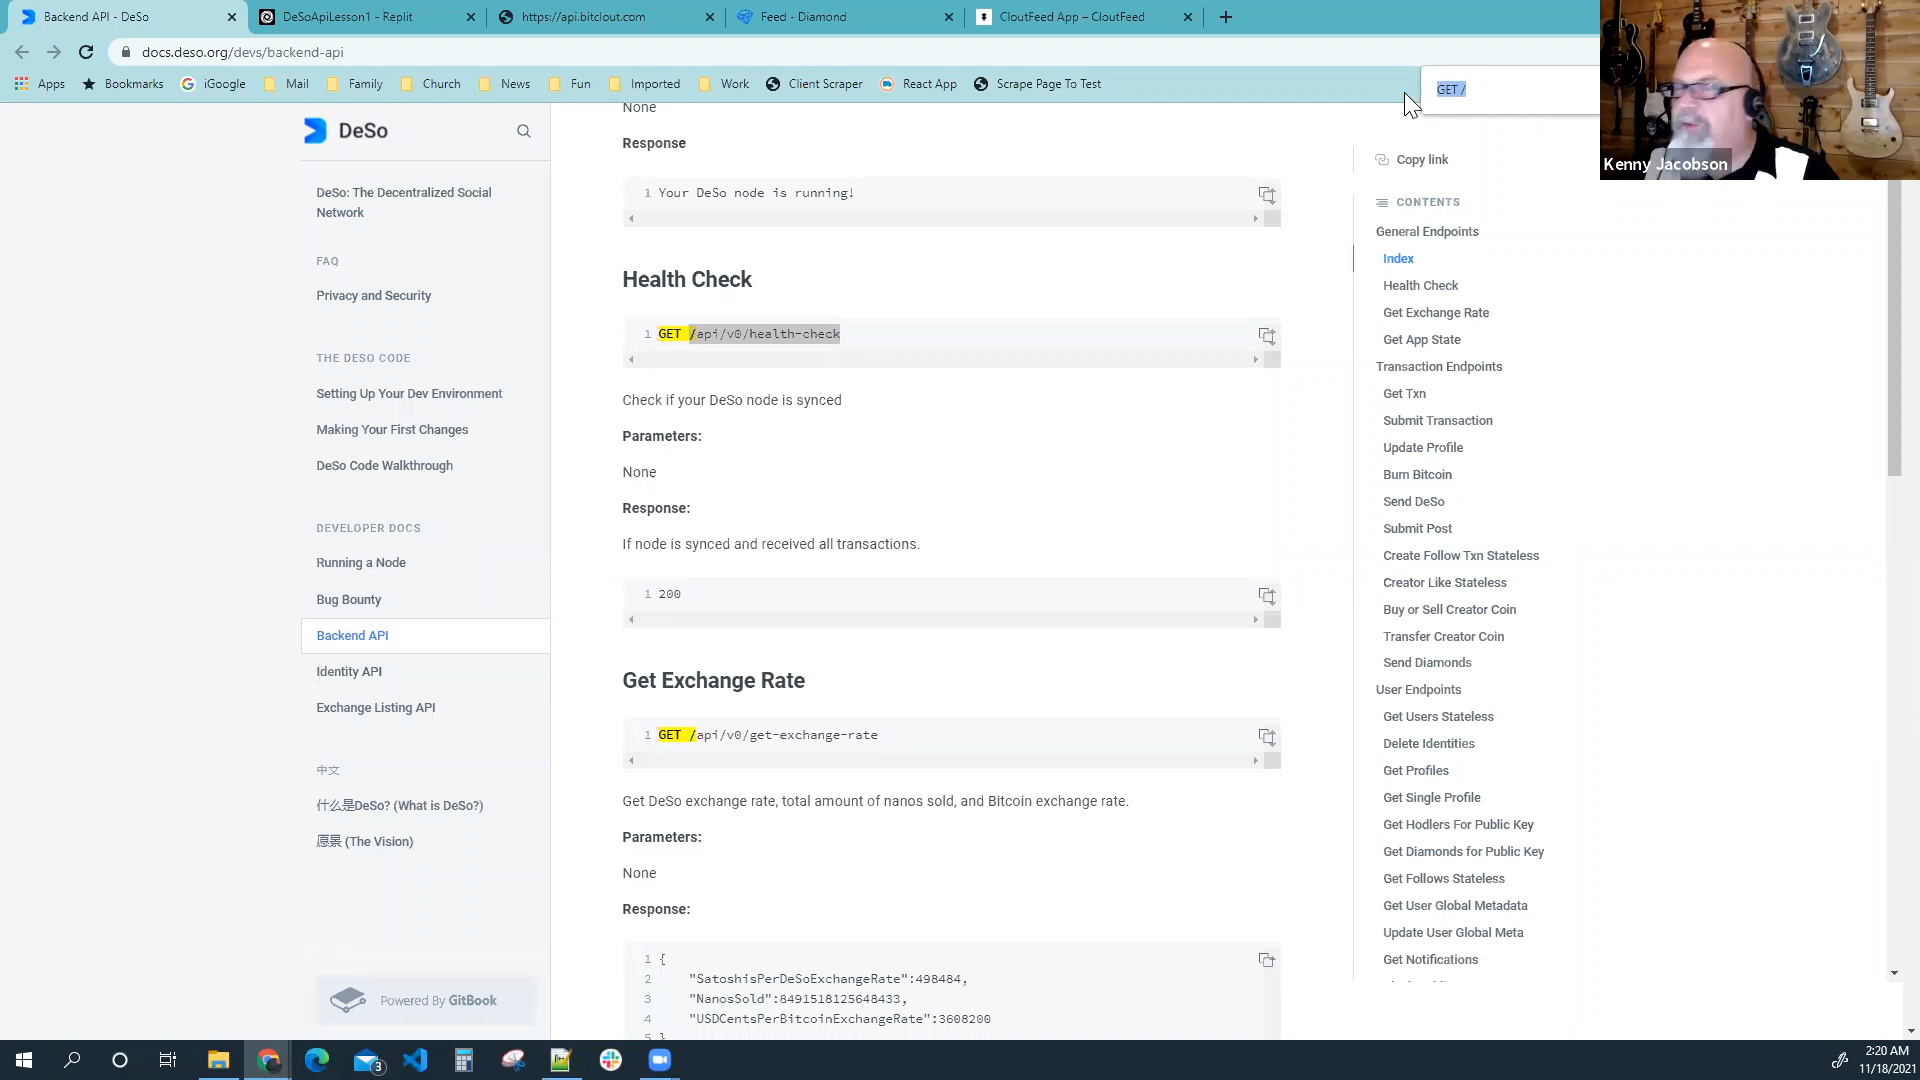 Backend API - DeSo
DeSoApiLesson1 - Replit
https://api.bitclout.com
Feed - Diamond
CloutFeed App – CloutFeed
docs.deso.org/devs/backend-api
Apps
Bookmarks
iGoogle
Mail
Family
Church
News
Fun
Imported
Work
Client Scraper
React App
Scrape Page To Test
GET /
Kenny Jacobson
DeSo
DeSo: The Decentralized Social
Network
FAQ
Privacy and Security
THE DESO CODE
Setting Up Your Dev Environment
Making Your First Changes
DeSo Code Walkthrough
DEVELOPER DOCS
Running a Node
Bug Bounty
Backend API
Identity API
Exchange Listing API
中文
什么是DeSo? (What is DeSo?)
愿景 (The Vision)
Powered By GitBook
None
Response
1 Your DeSo node is running!
Health Check
1 GET /api/v0/health-check
Check if your DeSo node is synced
Parameters:
None
Response:
If node is synced and received all transactions.
1 200
Get Exchange Rate
1 GET /api/v0/get-exchange-rate
Get DeSo exchange rate, total amount of nanos sold, and Bitcoin exchange rate.
Parameters:
None
Response:
1 {
2 "SatoshisPerDeSoExchangeRate":498484,
3 "NanosSold":8491518125648433,
4 "USDCentsPerBitcoinExchangeRate":3608200
5 }
Copy link
CONTENTS
General Endpoints
Index
Health Check
Get Exchange Rate
Get App State
Transaction Endpoints
Get Txn
Submit Transaction
Update Profile
Burn Bitcoin
Send DeSo
Submit Post
Create Follow Txn Stateless
Creator Like Stateless
Buy or Sell Creator Coin
Transfer Creator Coin
Send Diamonds
User Endpoints
Get Users Stateless
Delete Identities
Get Profiles
Get Single Profile
Get Hodlers For Public Key
Get Diamonds for Public Key
Get Follows Stateless
Get User Global Metadata
Update User Global Meta
Get Notifications
3
2:20 AM
11/18/2021